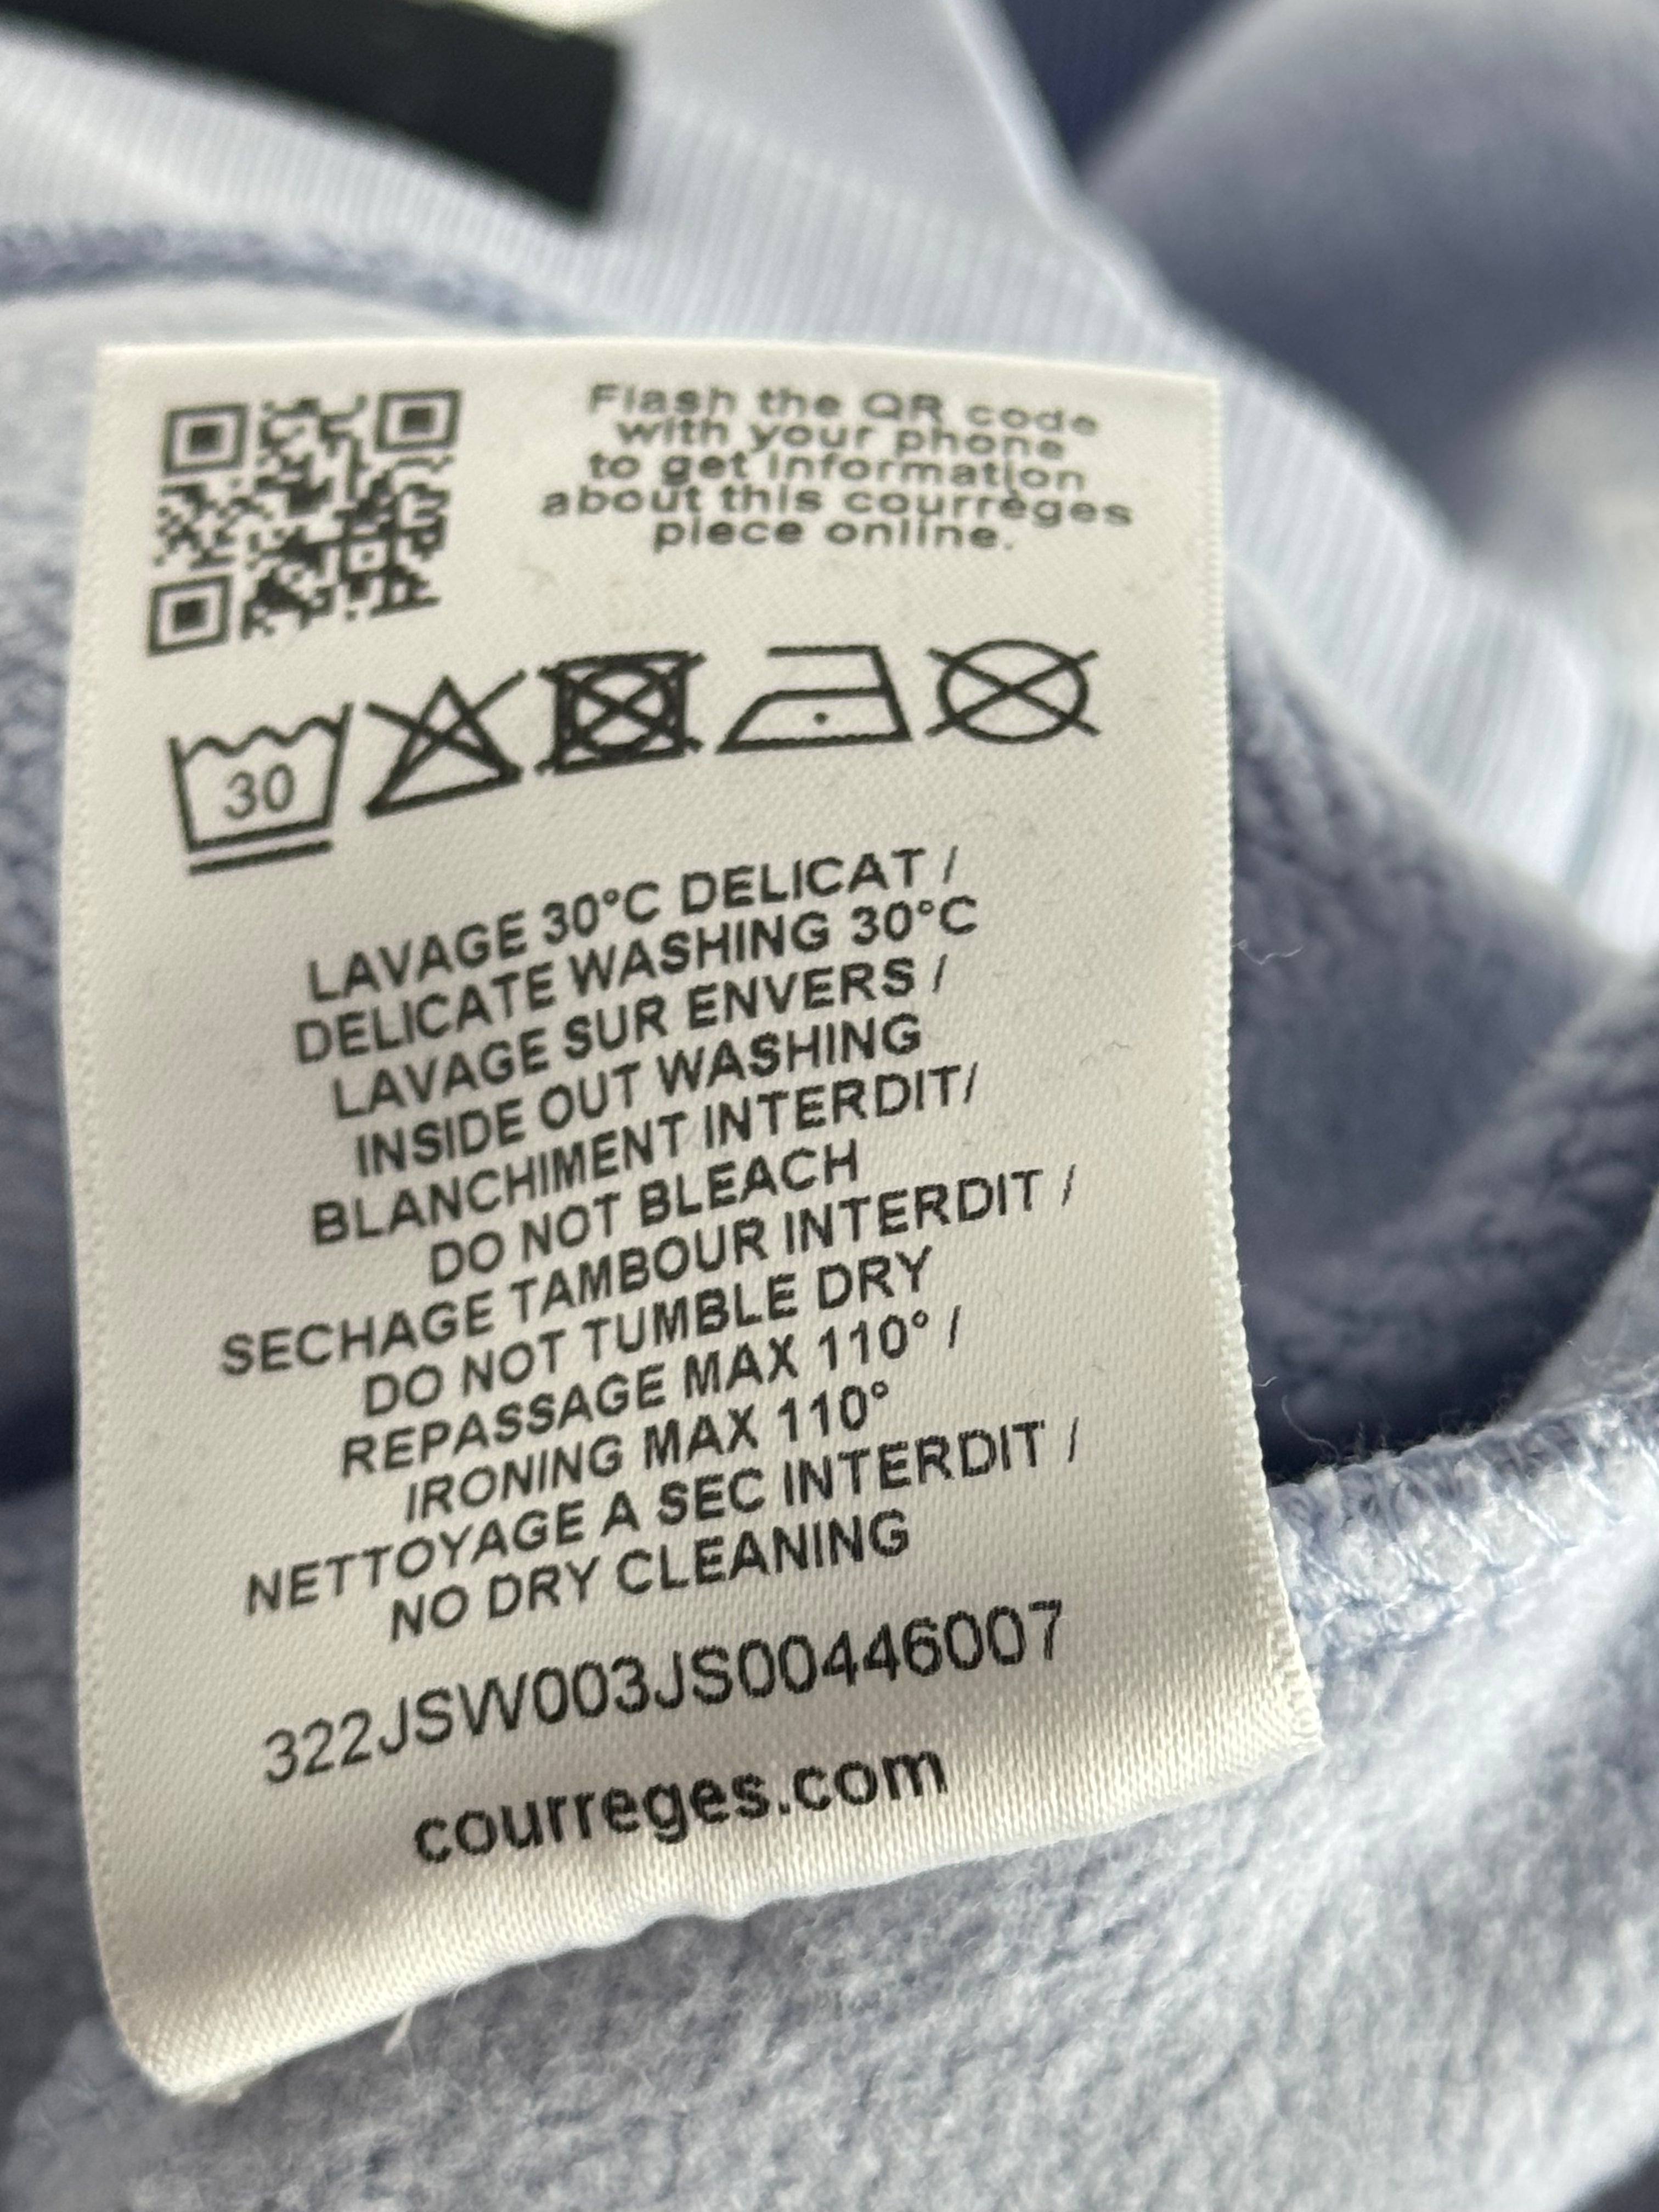 Flash the QR code
with your phone
to get information
about this courrèges
piece online.
30
LAVAGE 30°C DELICAT /
DELICATE WASHING 30°C
LAVAGE SUR ENVERS /
INSIDE OUT WASHING
BLANCHIMENT INTERDIT/
DO NOT BLEACH
SECHAGE TAMBOUR INTERDIT /
DO NOT TUMBLE DRY
REPASSAGE MAX 110° /
IRONING MAX 110°
NETTOYAGE A SEC INTERDIT /
NO DRY CLEANING
322JSW003JS00446007
courreges.com